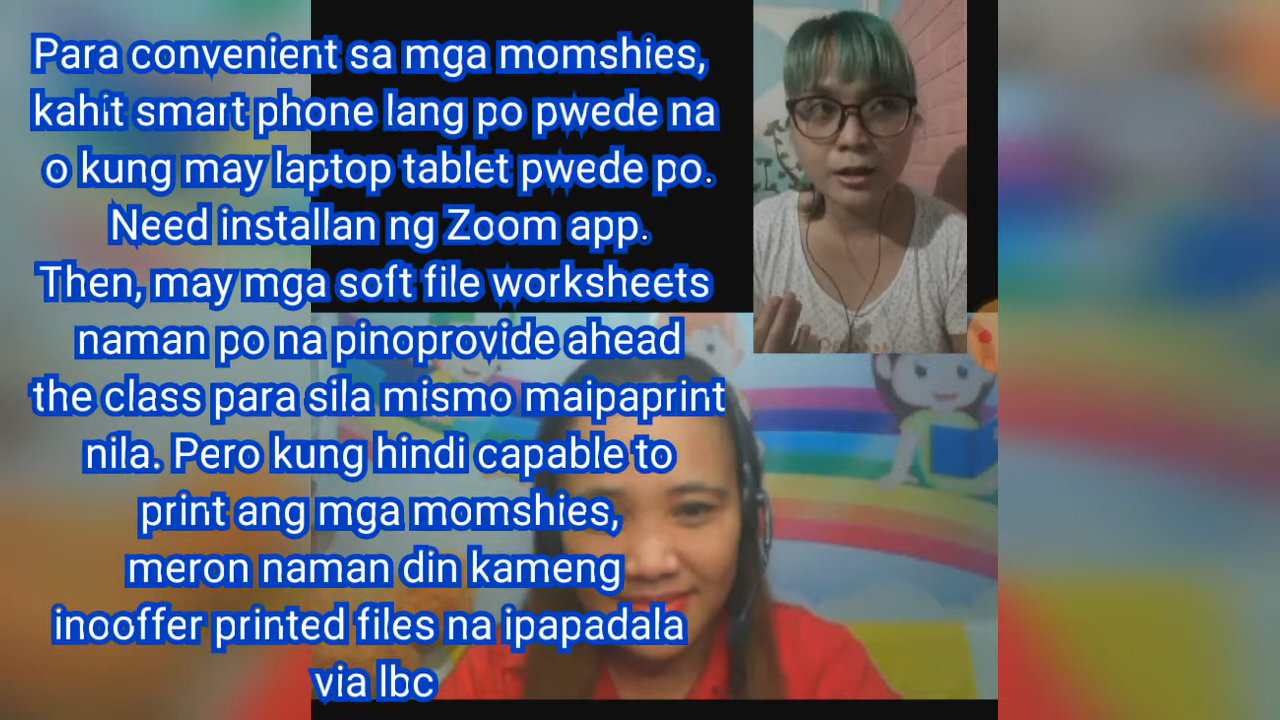 Para convenient sa mga momshies,
kahit smart phone lang po pwede na
o kung may laptop tablet pwede po.
Need installan ng Zoom app.
Then, may mga soft file worksheets
naman po na pinoprovide ahead
the class para sila mismo maipaprint
nila. Pero kung hindi capable to
print ang mga momshies,
meron naman din kameng
inooffer printed files na ipapadala
via lbc